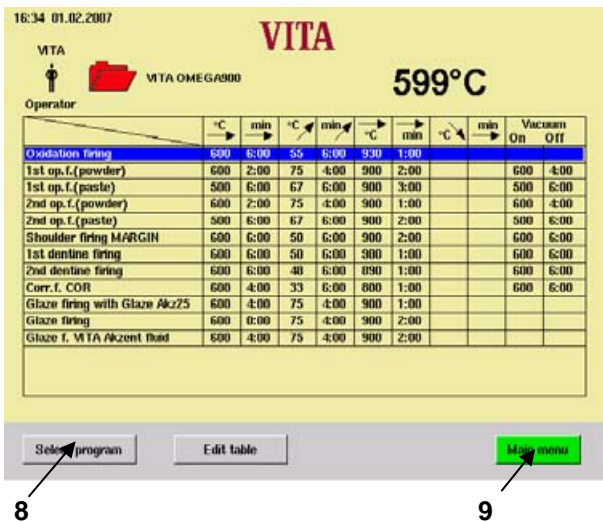 16:34 01.02.2007
VITA
VITA
VITA OMEGA900
599°C
Operator
°C min °C min °C min °C min Vacuum
On Off
Oxidation firing 600 6:00 55 6:00 930 1:00
1st op.f.(powder) 600 2:00 75 4:00 900 2:00 600 4:00
1st op.f.(paste) 500 6:00 67 6:00 900 3:00 500 6:00
2nd op.f.(powder) 600 2:00 75 4:00 900 1:00 600 4:00
2nd op.f.(paste) 500 6:00 67 6:00 900 2:00 500 6:00
Shoulder firing MARGIN 600 6:00 50 6:00 900 2:00 600 6:00
1st dentine firing 600 6:00 50 6:00 900 1:00 600 6:00
2nd dentine firing 600 6:00 48 6:00 890 1:00 600 6:00
Corr.f. COR 600 4:00 33 6:00 800 1:00 600 6:00
Glaze firing with Glaze Akz25 600 4:00 75 4:00 900 1:00
Glaze firing 600 0:00 75 4:00 900 2:00
Glaze f. VITA Akzent fluid 600 4:00 75 4:00 900 2:00
Select program Edit table Main menu
8 9